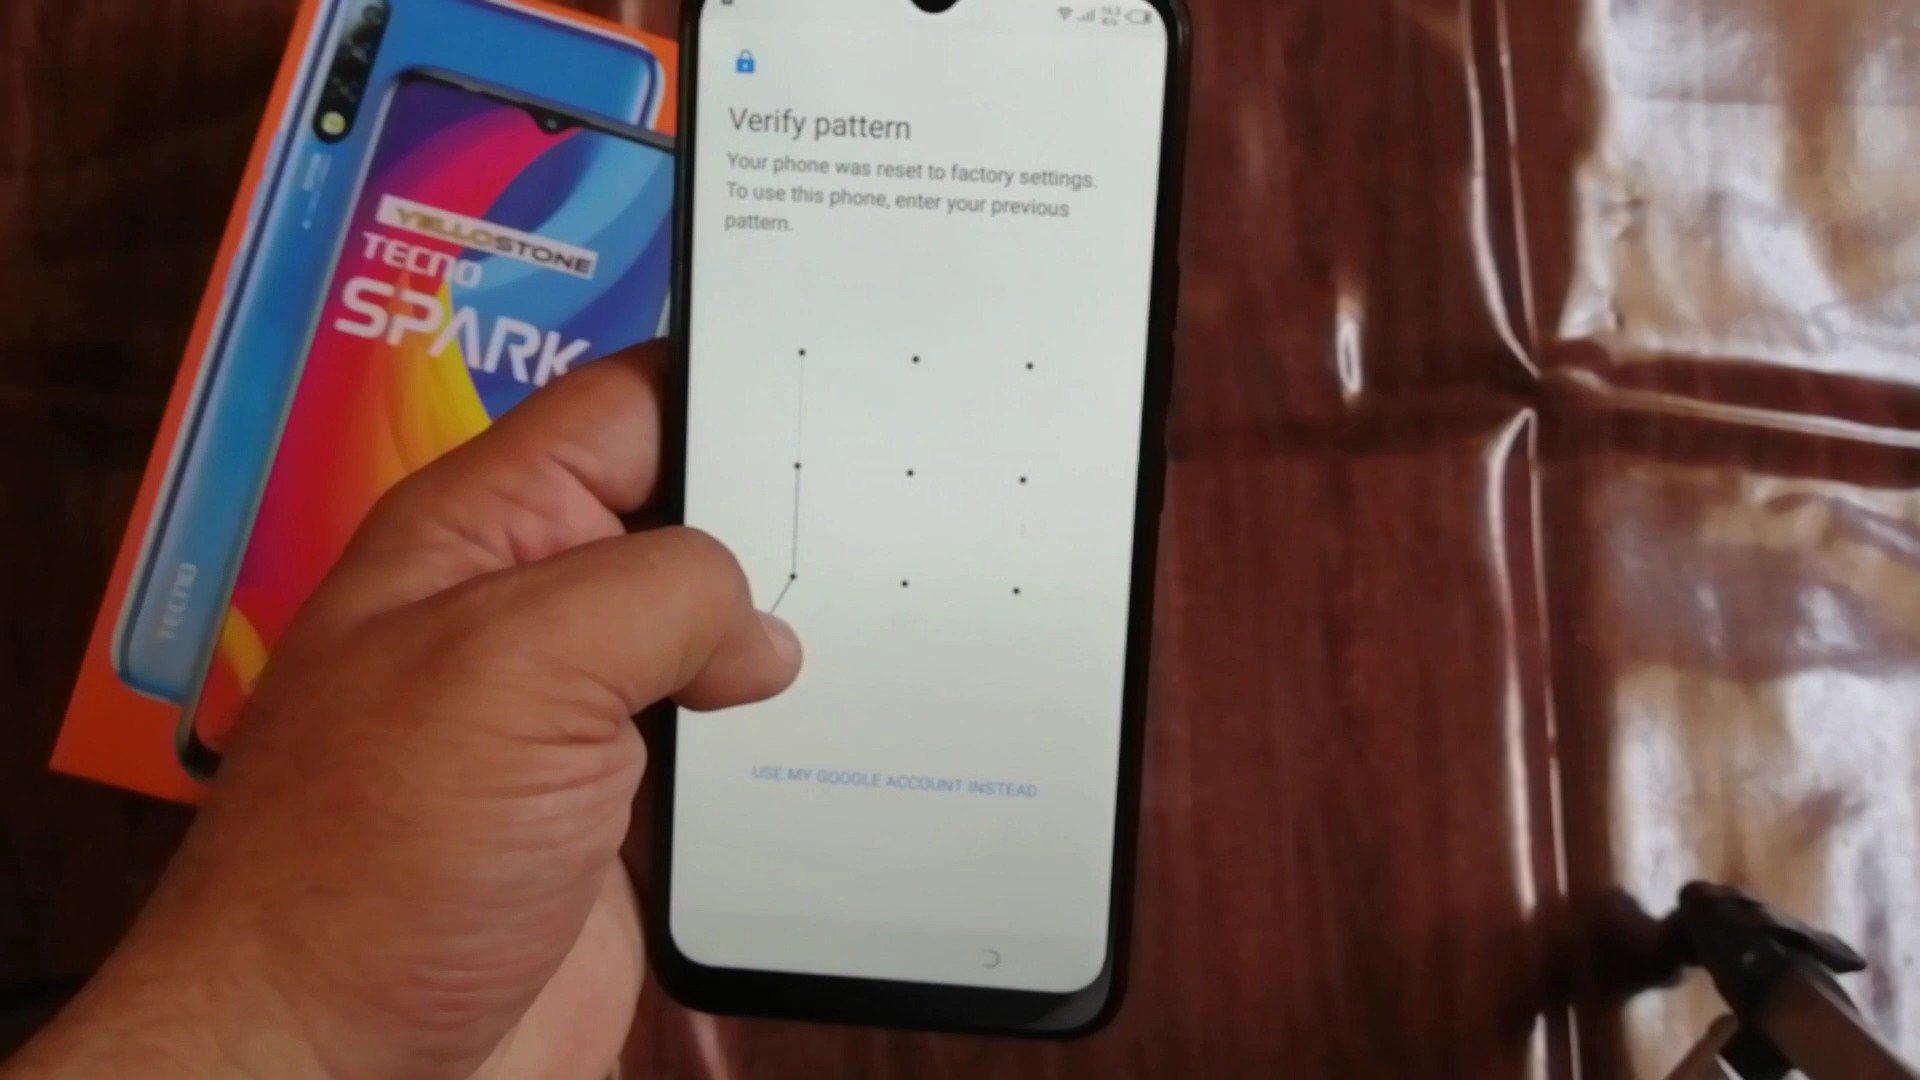 Verify pattern
Your phone was reset to factory settings.
To use this phone, enter your previous
pattern.
USE MY GOOGLE ACCOUNT INSTEAD
YELLOSTONE
TECNO
SPARK
TECNO